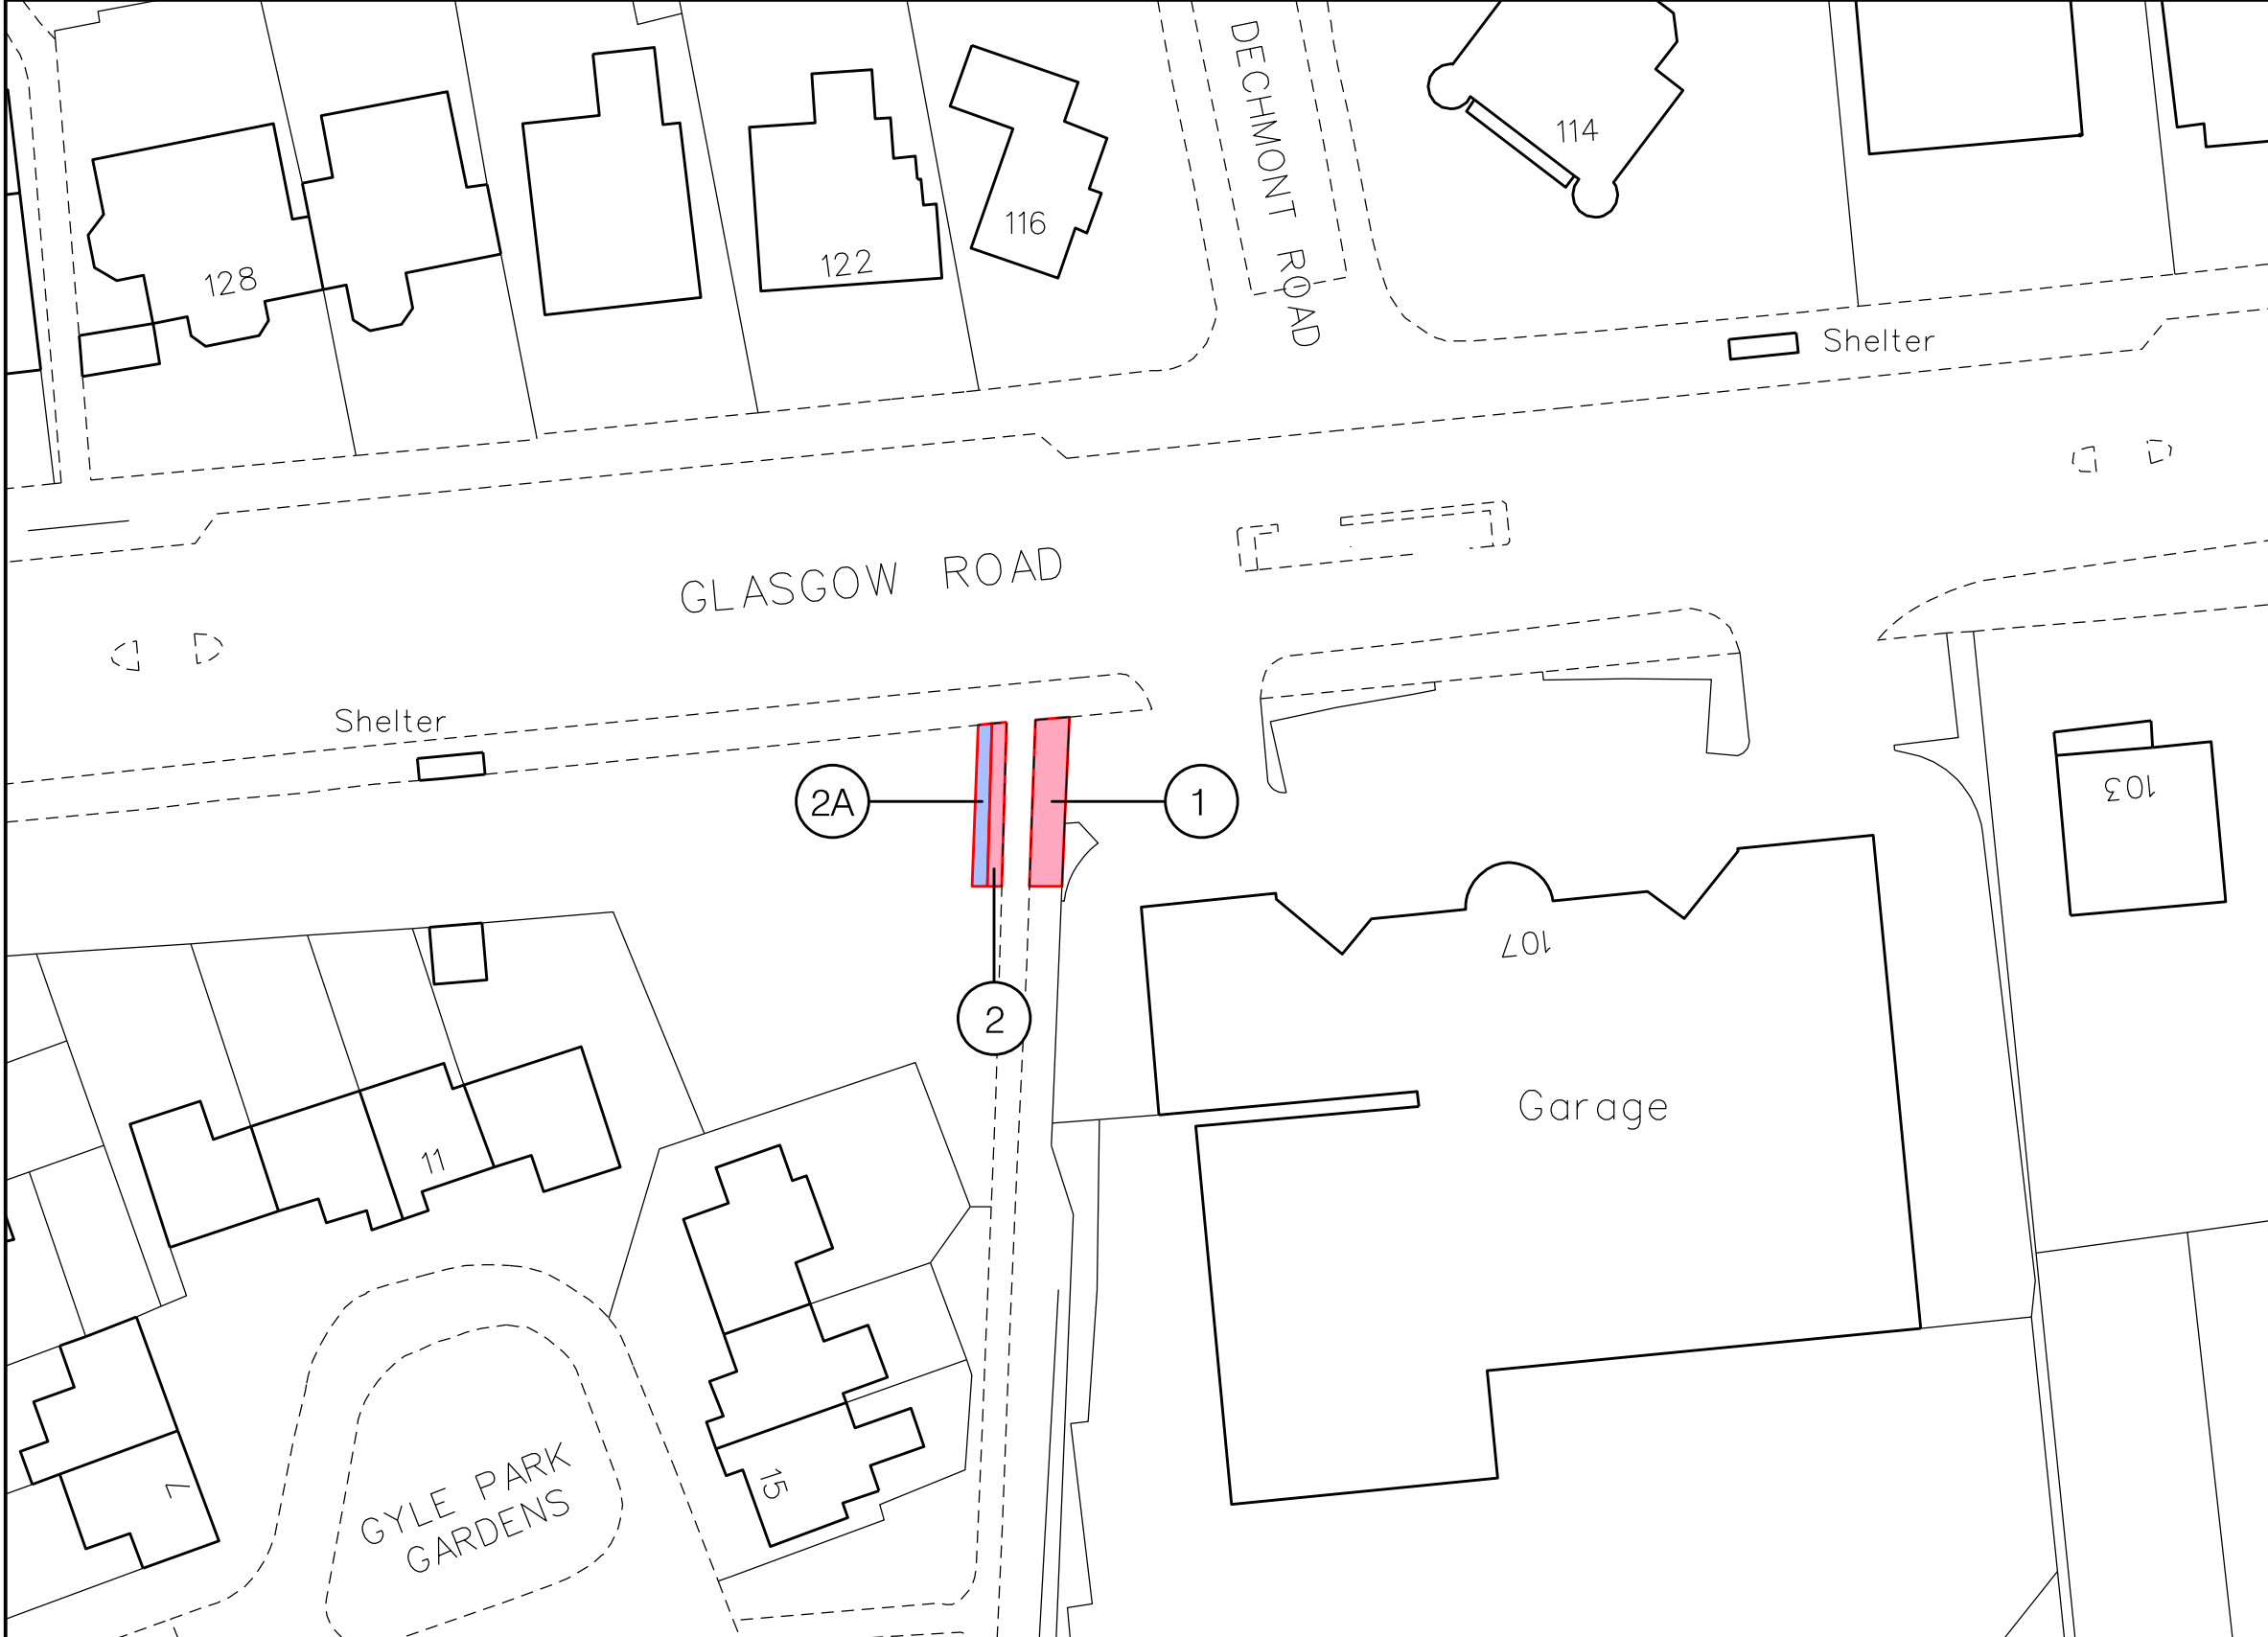 DECHMONT ROAD
114
116
122
128
Shelter
GLASGOW ROAD
Shelter
103
2A
1
107
2
Garage
11
15
7
GYLE PARK
GARDENS